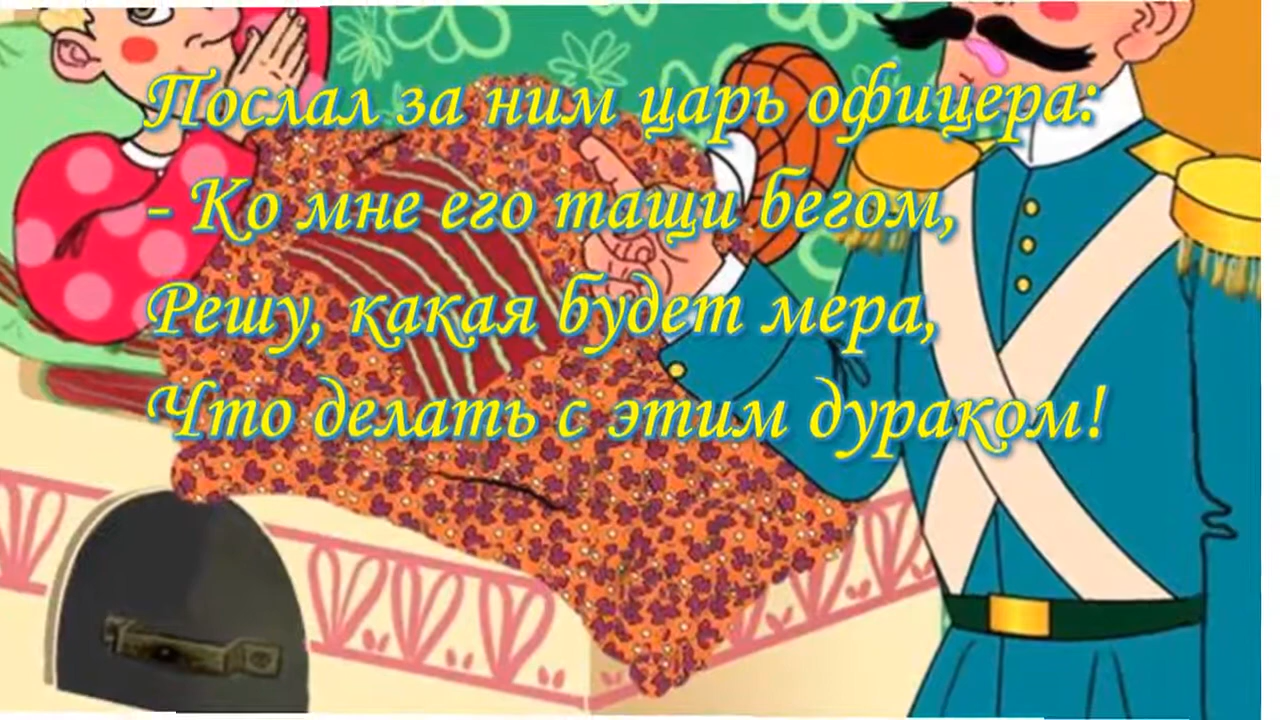 Послал за ним царь офицера:
- Ко мне его тащи бегом,
Решу, какая будет мера,
Что делать с этим дураком!